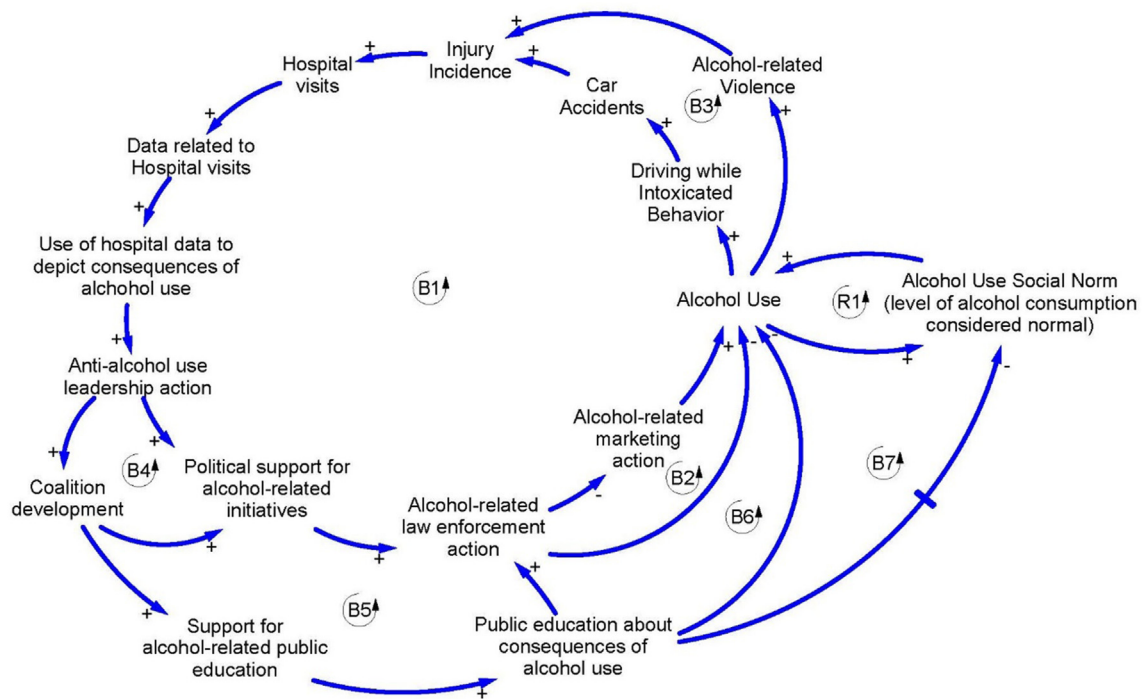 Injury
Incidence
Hospital
visits
Alcohol-related
Violence
Car
Accidents
B3
Data related to
Hospital visits
Driving while
Intoxicated
Behavior
Use of hospital data to
depict consequences of
alchohol use
B1
Alcohol Use
R1
Alcohol Use Social Norm
(level of alcohol consumption
considered normal)
Anti-alcohol use
leadership action
Alcohol-related
marketing
action
B4
Political support for
alcohol-related
initiatives
B2
B7
Coalition
development
Alcohol-related
law enforcement
action
B6
B5
Support for
alcohol-related public
education
Public education about
consequences of
alcohol use
+
+
+
+
+
+
+
+
+
+
+
+
+
-
-
-
+
+
+
+
-
+
+
+
+